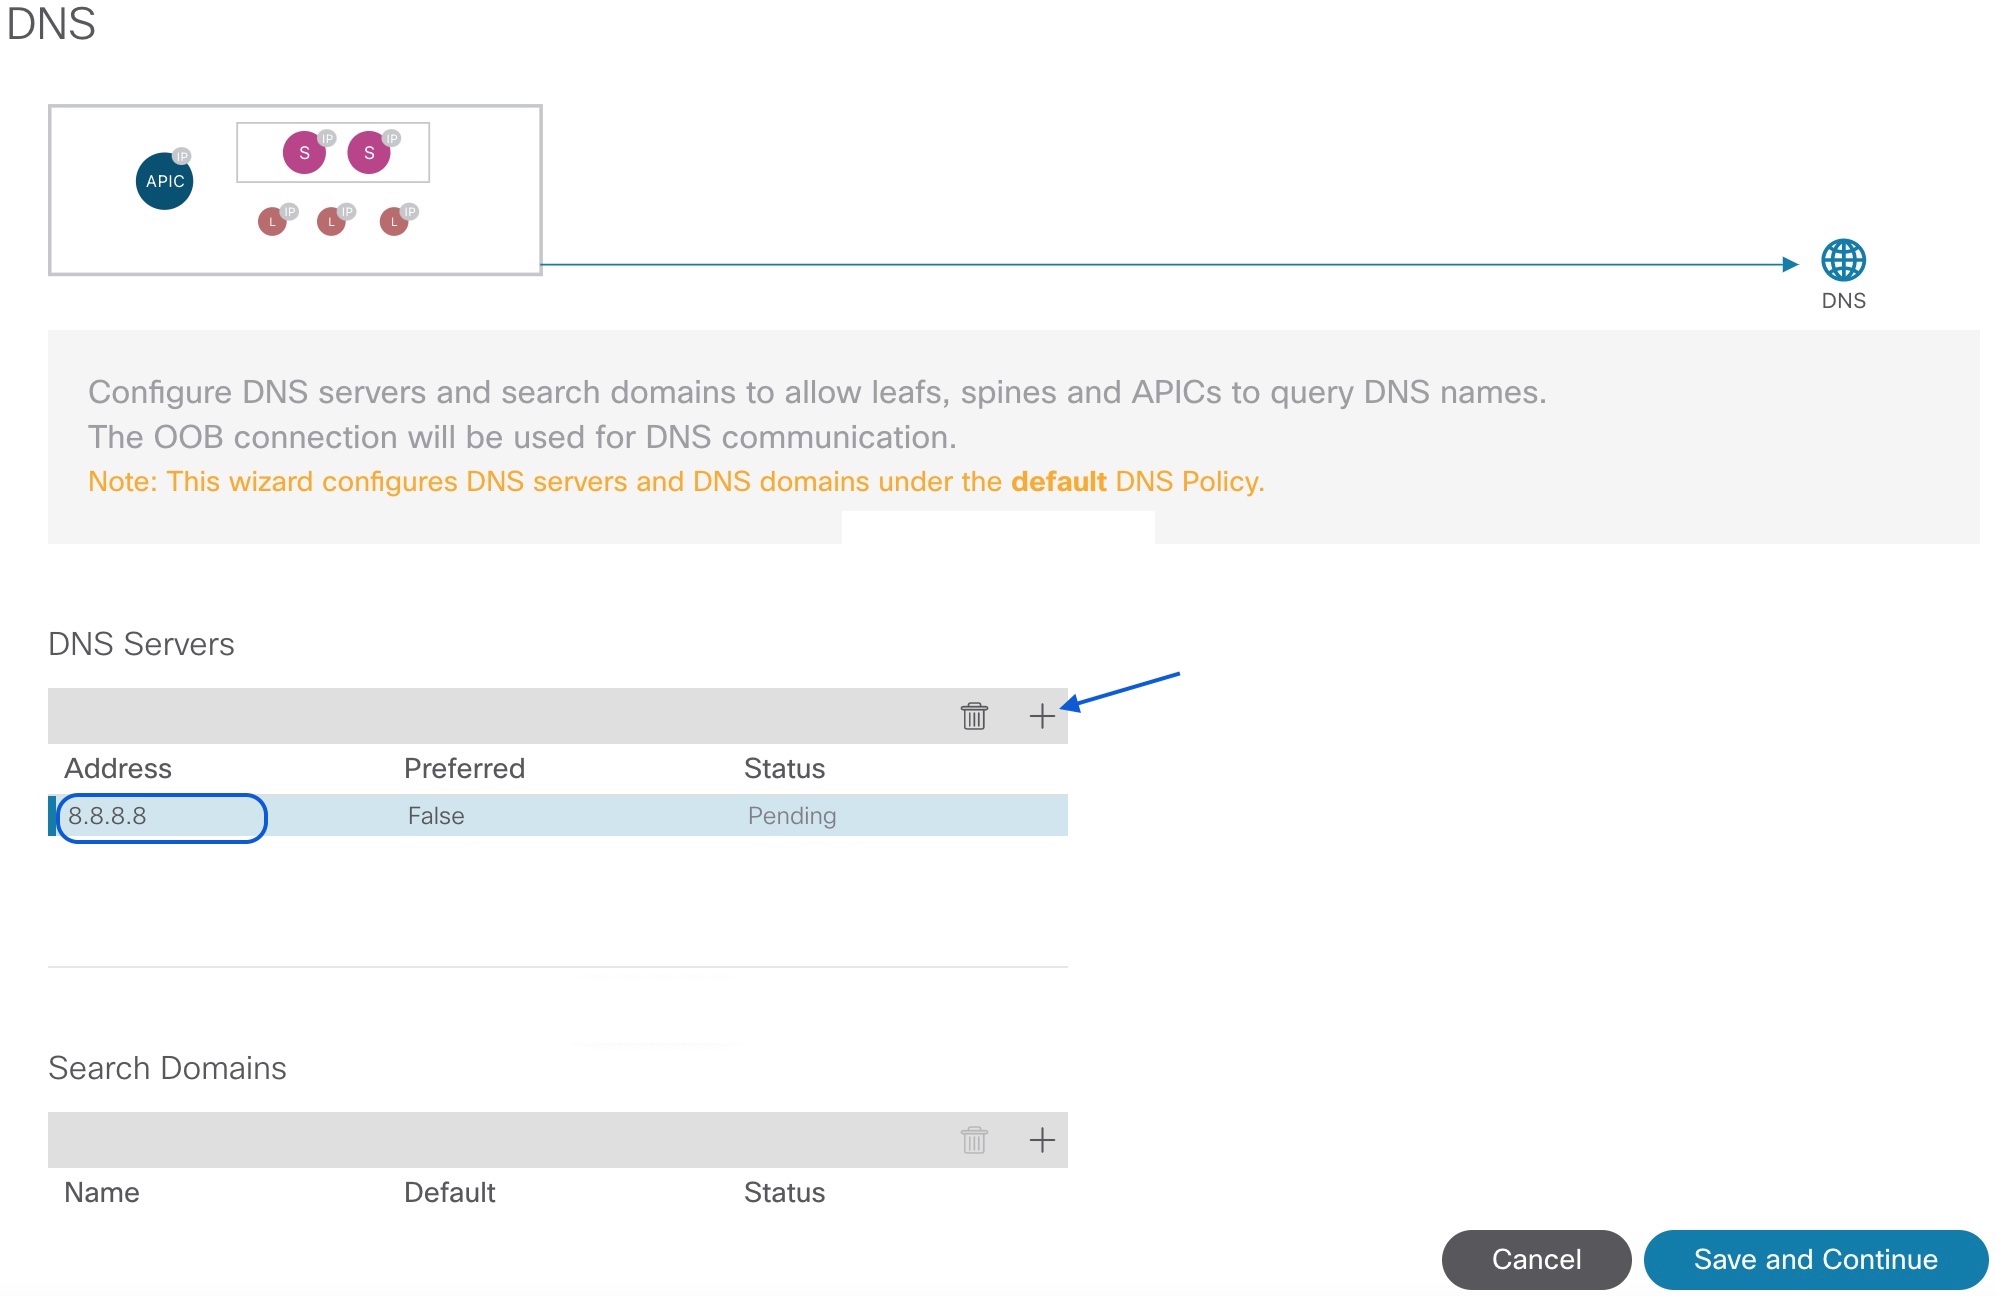 DNS
IP
IP
IP
S
S
APIC
IP
IP
IP
L
L
L
DNS
Configure DNS servers and search domains to allow leafs, spines and APICs to query DNS names.
The OOB connection will be used for DNS communication.
Note: This wizard configures DNS servers and DNS domains under the default DNS Policy.
DNS Servers
Address Preferred Status
8.8.8.8 False Pending
Search Domains
Name Default Status
Cancel Save and Continue